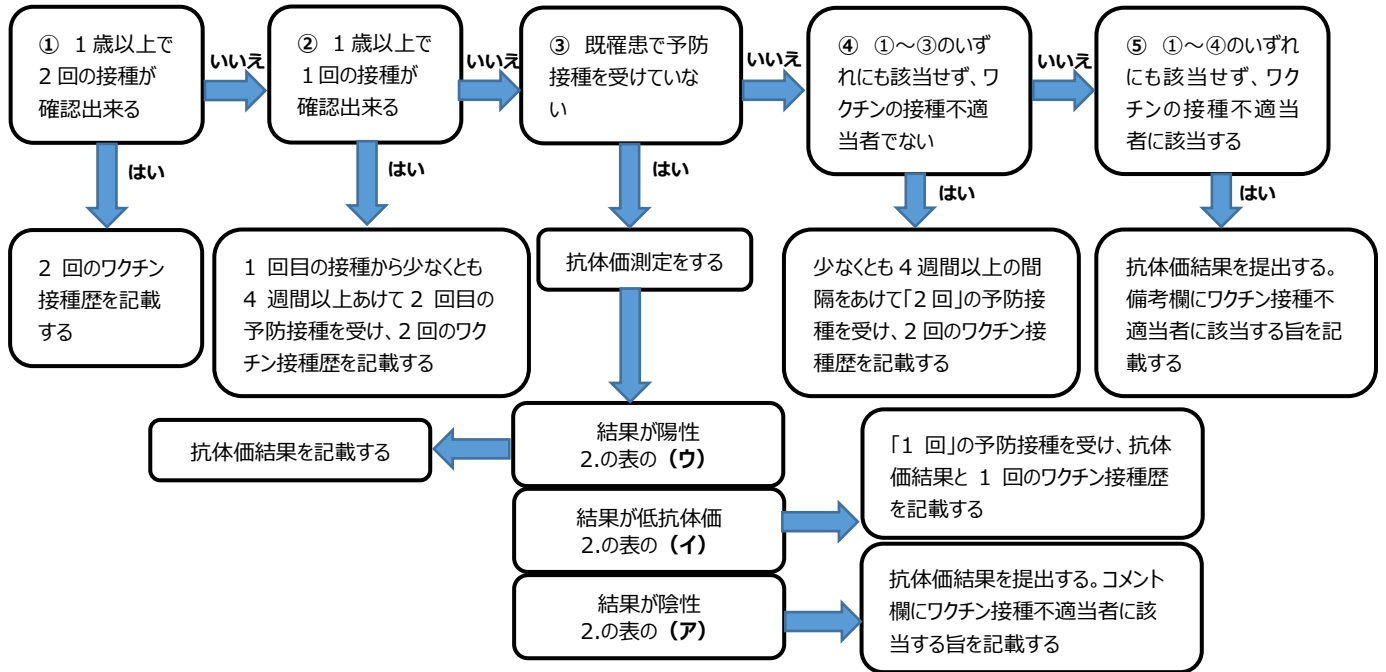 ① １歳以上で
２回の接種が
確認出来る
いいえ
② １歳以上で
１回の接種が
確認出来る
いいえ
③ 既罹患で予防
接種を受けていな
い
いいえ
④ ①～③のいず
れにも該当せず、ワ
クチンの接種不適
当者でない
いいえ
⑤ ①～④のいずれ
にも該当せず、ワク
チンの接種不適当
者に該当する
はい
はい
はい
はい
2 回のワクチン
接種歴を記載
する
1 回目の接種から少なくとも
4 週間以上あけて 2 回目の
予防接種を受け、2 回のワク
チン接種歴を記載する
抗体価測定をする
少なくとも 4 週間以上の間
隔をあけて「2 回」の予防接
種を受け、2 回のワクチン接
種歴を記載する
抗体価結果を提出する。
備考欄にワクチン接種不
適当者に該当する旨を記
載する
結果が陽性
2.の表の（ウ）
抗体価結果を記載する
結果が低抗体価
2.の表の（イ）
「1 回」の予防接種を受け、抗体
価結果と 1 回のワクチン接種歴
を記載する
結果が陰性
2.の表の（ア）
抗体価結果を提出する。コメント
欄にワクチン接種不適当者に該
当する旨を記載する